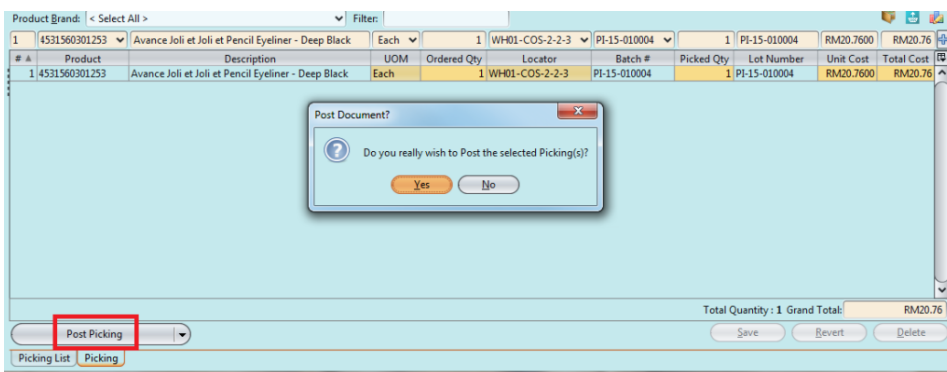 Product Brand: < Select All > Filter:
1 4531560301253 Avance Joli et Joli et Pencil Eyeliner - Deep Black Each 1 WH01-COS-2-2-3 PI-15-010004 1 PI-15-010004 RM20.7600 RM20.76
# Product Description UOM Ordered Qty Locator Batch # Picked Qty Lot Number Unit Cost Total Cost
1 4531560301253 Avance Joli et Joli et Pencil Eyeliner - Deep Black Each 1 WH01-COS-2-2-3 PI-15-010004 1 PI-15-010004 RM20.7600 RM20.76
Post Document?
Do you really wish to Post the selected Picking(s)?
Yes No
Total Quantity : 1 Grand Total: RM20.76
Post Picking Save Revert Delete
Picking List Picking